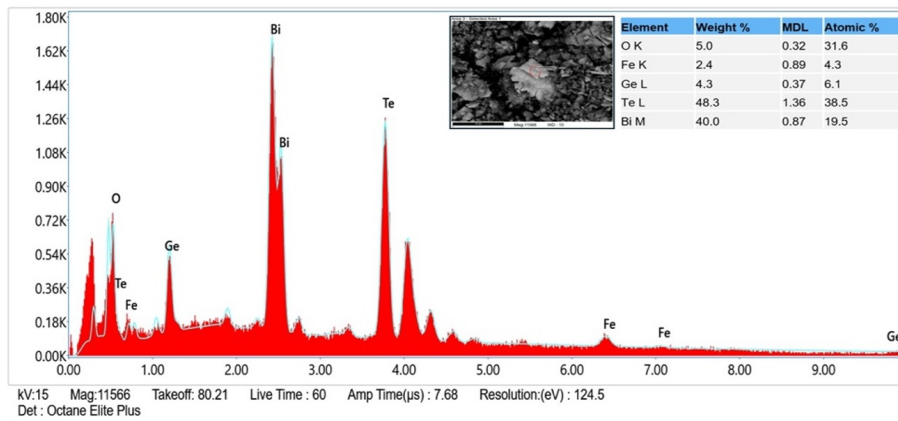 1.80K
1.62K
1.44K
1.26K
1.08K
0.90K
0.72K
0.54K
0.36K
0.18K
0.00K
Bi
Bi
Te
O
Ge
Te
Fe
Fe
Fe
Ge
0.00 1.00 2.00 3.00 4.00 5.00 6.00 7.00 8.00 9.00
Element Weight % MDL Atomic %
O K 5.0 0.32 31.6
Fe K 2.4 0.89 4.3
Ge L 4.3 0.37 6.1
Te L 48.3 1.36 38.5
Bi M 40.0 0.87 19.5
kV:15 Mag:11566 Takeoff: 80.21 Live Time : 60 Amp Time(µs) : 7.68 Resolution:(eV) : 124.5
Det : Octane Elite Plus